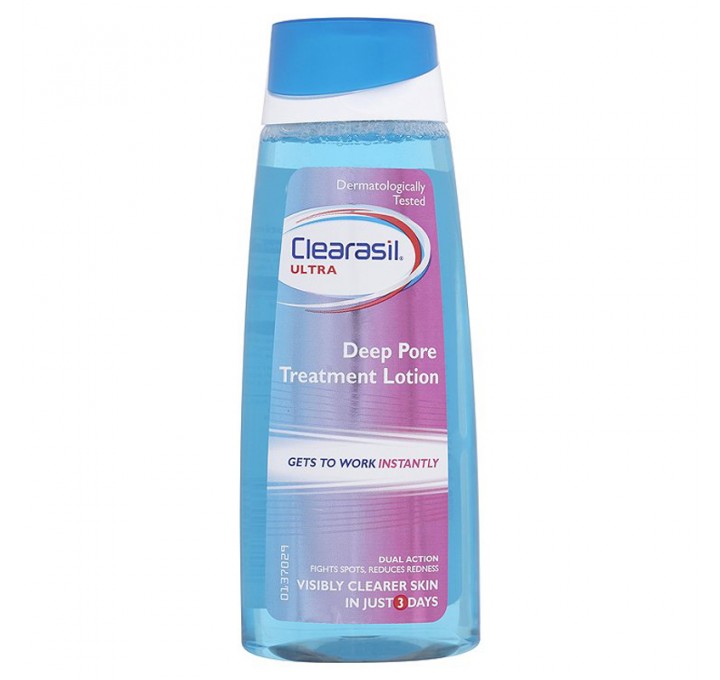 Dermatologically
Tested
Clearasil®
ULTRA
Deep Pore
Treatment Lotion
GETS TO WORK INSTANTLY
DUAL ACTION
FIGHTS SPOTS, REDUCES REDNESS
VISIBLY CLEARER SKIN
IN JUST 3 DAYS
0137029